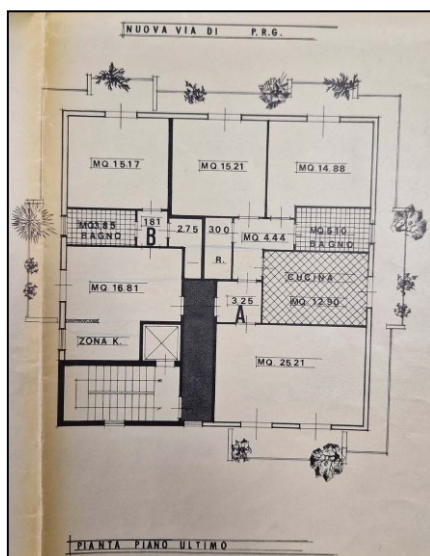 NUOVA VIA DI P.R.G.
MQ 15.17
MQ 15.21
MQ 14.88
MQ 3.85
BAGNO
1.81
B
2.75
3.00
R.
MQ 4.44
MQ 5.10
BAGNO
CUCINA
MQ 12.90
MQ 16.81
3.25
A
ZONA K.
MQ. 25.21
PIANTA PIANO ULTIMO